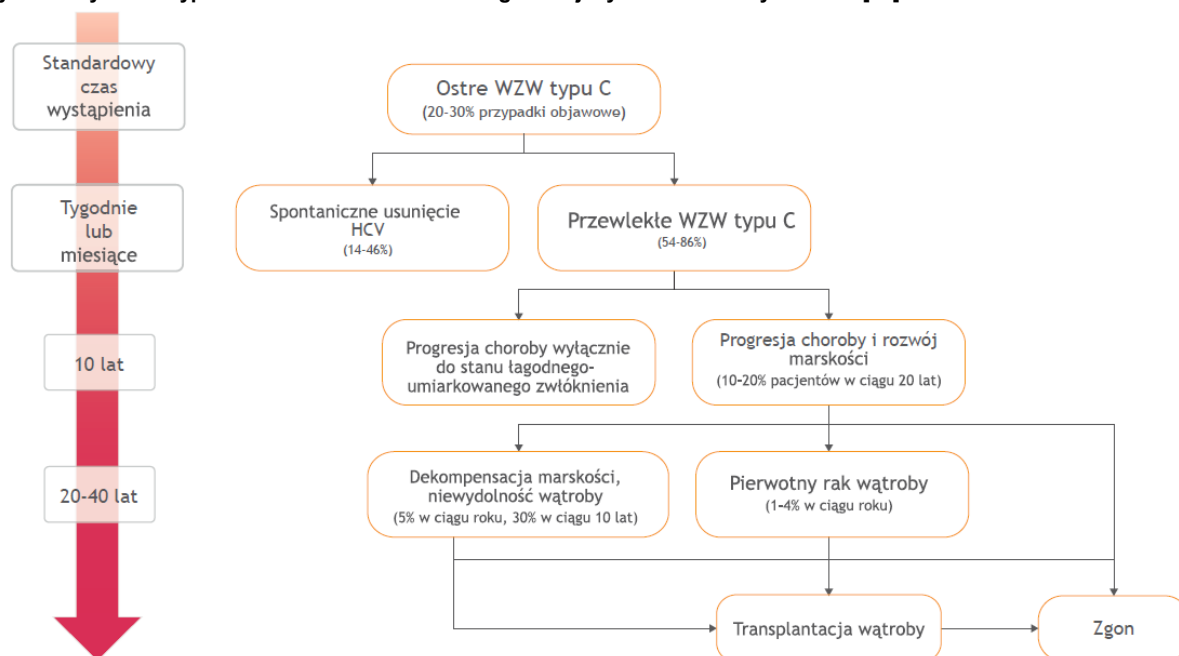 Standardowy
czas
wystąpienia
Ostre WZW typu C
(20-30% przypadki objawowe)
Tygodnie
lub
miesiące
Spontaniczne usunięcie
HCV
(14-46%)
Przewlekłe WZW typu C
(54-86%)
10 lat
Progresja choroby wyłącznie
do stanu łagodnego-
umiarkowanego zwłóknienia
Progresja choroby i rozwój
marskości
(10-20% pacjentów w ciągu 20 lat)
20-40 lat
Dekompensacja marskości,
niewydolność wątroby
(5% w ciągu roku, 30% w ciągu 10 lat)
Pierwotny rak wątroby
(1-4% w ciągu roku)
Transplantacja wątroby
Zgon